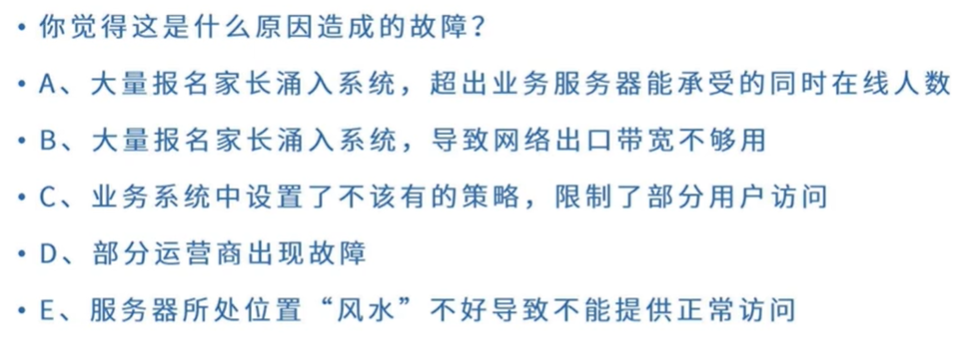 • 你觉得这是什么原因造成的故障?
• A、大量报名家长涌入系统，超出业务服务器能承受的同时在线人数
• B、大量报名家长涌入系统，导致网络出口带宽不够用
• C、业务系统中设置了不该有的策略，限制了部分用户访问
• D、部分运营商出现故障
• E、服务器所处位置“风水”不好导致不能提供正常访问